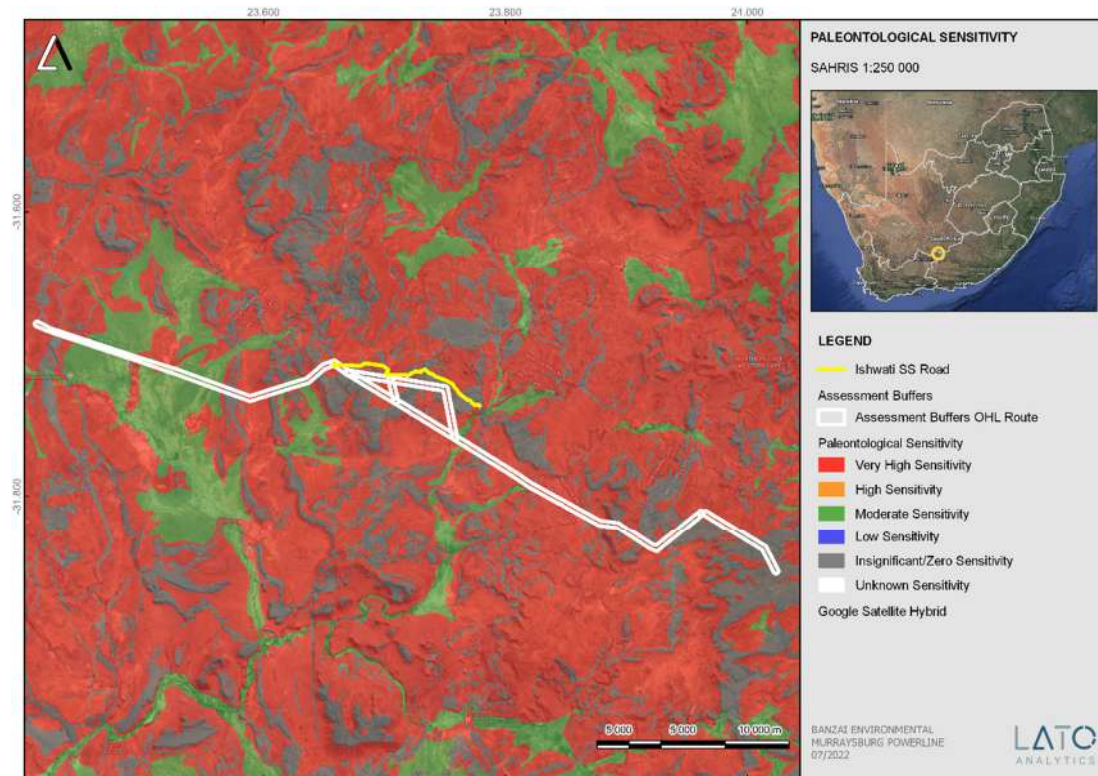 23.600
23.800
24.000
-31.600
-31.800
5 000
5 000
10 000 m
PALEONTOLOGICAL SENSITIVITY
SAHRIS 1:250 000
LEGEND
Ishwati SS Road
Assessment Buffers
Assessment Buffers OHL Route
Paleontological Sensitivity
Very High Sensitivity
High Sensitivity
Moderate Sensitivity
Low Sensitivity
Insignificant/Zero Sensitivity
Unknown Sensitivity
Google Satellite Hybrid
BANZAI ENVIRONMENTAL
MURRAYSBURG POWERLINE
07/2022
LATO
ANALYTICS